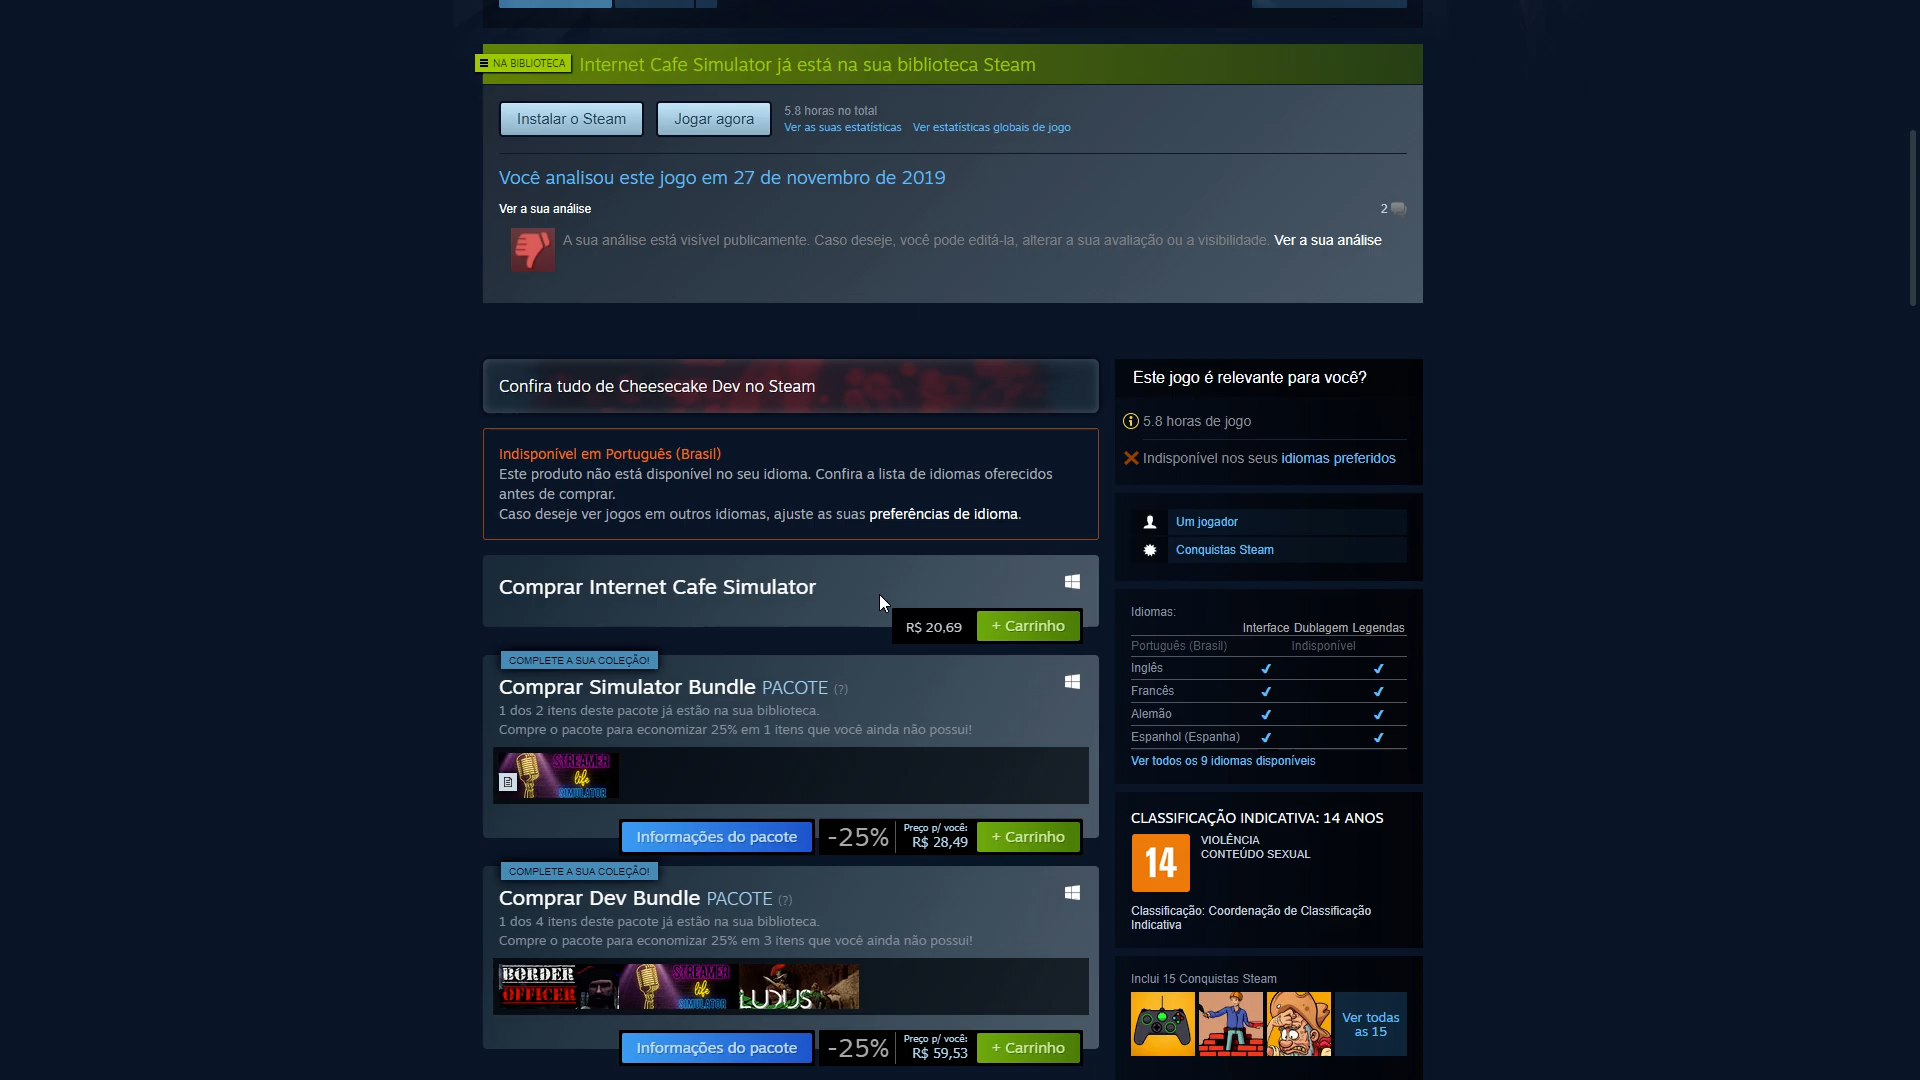 NA BIBLIOTECA
Internet Cafe Simulator já está na sua biblioteca Steam
Instalar o Steam
Jogar agora
5.8 horas no total
Ver as suas estatísticas Ver estatísticas globais de jogo
Você analisou este jogo em 27 de novembro de 2019
Ver a sua análise
2
A sua análise está visível publicamente. Caso deseje, você pode editá-la, alterar a sua avaliação ou a visibilidade. Ver a sua análise
Confira tudo de Cheesecake Dev no Steam
Indisponível em Português (Brasil)
Este produto não está disponível no seu idioma. Confira a lista de idiomas oferecidos
antes de comprar.
Caso deseje ver jogos em outros idiomas, ajuste as suas preferências de idioma.
Comprar Internet Cafe Simulator
R$ 20,69
+ Carrinho
COMPLETE A SUA COLEÇÃO!
Comprar Simulator Bundle PACOTE (?)
1 dos 2 itens deste pacote já estão na sua biblioteca.
Compre o pacote para economizar 25% em 1 itens que você ainda não possui!
STREAMER
life
SIMULATOR
Informações do pacote
-25%
Preço p/ você:
R$ 28,49
+ Carrinho
COMPLETE A SUA COLEÇÃO!
Comprar Dev Bundle PACOTE (?)
1 dos 4 itens deste pacote já estão na sua biblioteca.
Compre o pacote para economizar 25% em 3 itens que você ainda não possui!
BORDER
OFFICER
STREAMER
life
SIMULATOR
LUDUS
Informações do pacote
-25%
Preço p/ você:
R$ 59,53
+ Carrinho
Este jogo é relevante para você?
5.8 horas de jogo
Indisponível nos seus idiomas preferidos
Um jogador
Conquistas Steam
Idiomas:
Interface Dublagem Legendas
Português (Brasil) Indisponível
Inglês ✔ ✔
Francês ✔ ✔
Alemão ✔ ✔
Espanhol (Espanha) ✔ ✔
Ver todos os 9 idiomas disponíveis
CLASSIFICAÇÃO INDICATIVA: 14 ANOS
14
VIOLÊNCIA
CONTEÚDO SEXUAL
Classificação: Coordenação de Classificação
Indicativa
Inclui 15 Conquistas Steam
Ver todas
as 15